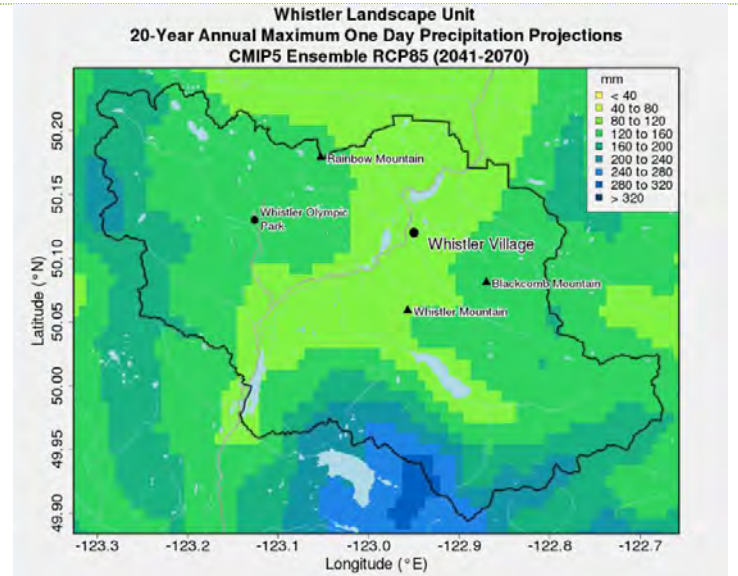 Whistler Landscape Unit
20-Year Annual Maximum One Day Precipitation Projections
CMIP5 Ensemble RCP85 (2041-2070)
mm
< 40
40 to 80
80 to 120
120 to 160
160 to 200
200 to 240
240 to 280
280 to 320
> 320
Rainbow Mountain
Whistler Olympic
Park
Whistler Village
Blackcomb Mountain
Whistler Mountain
Latitude (°N)
50.20
50.15
50.10
50.05
50.00
49.95
49.90
-123.3
-123.2
-123.1
-123.0
-122.9
-122.8
-122.7
Longitude (°E)